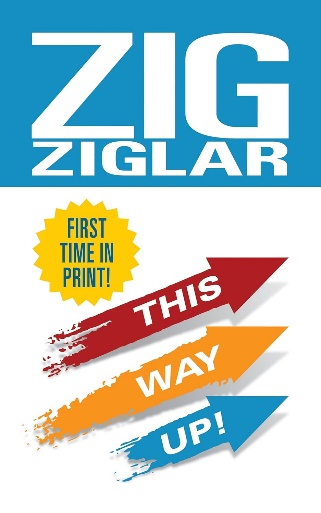 ZIG
ZIGLAR
FIRST
TIME IN
PRINT!
THIS
WAY
UP!